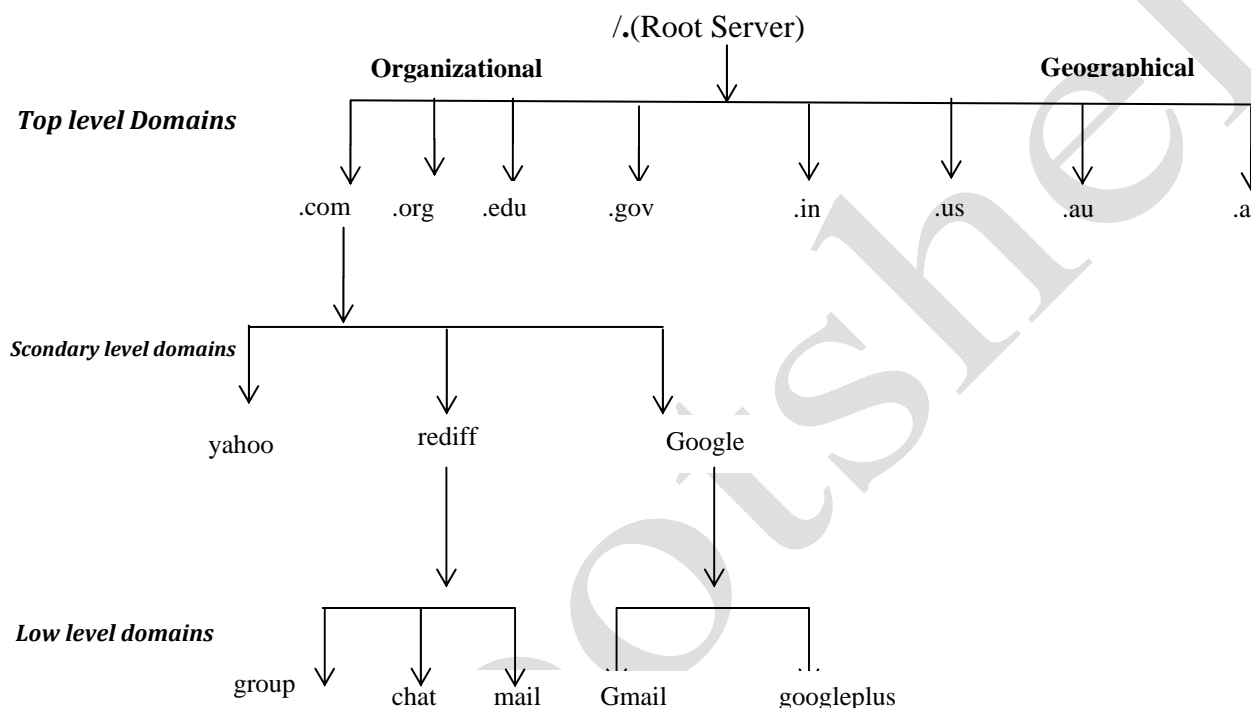 /.(Root Server)
Organizational Geographical
Top level Domains
.com .org .edu .gov .in .us .au
Scondary level domains
yahoo rediff Google
Low level domains
group chat mail Gmail googleplus